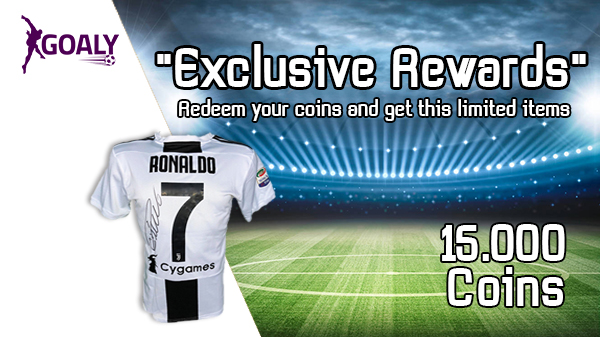 GOALY
"Exclusive Rewards"
Redeem your coins and get this limited items
RONALDO
7
Cygames
15.000
Coins